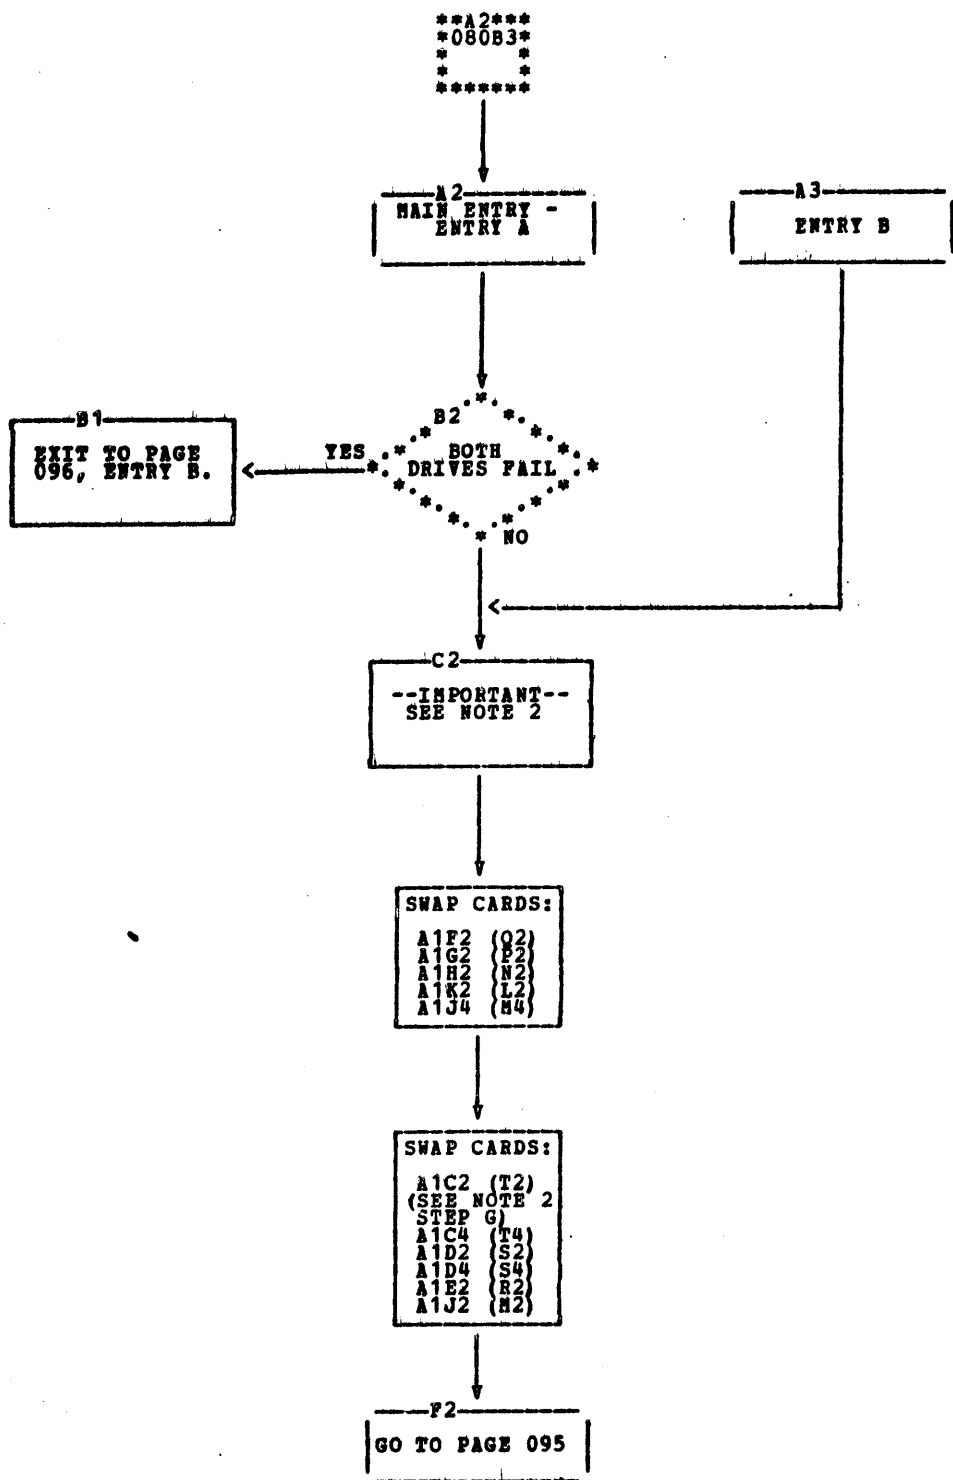 **A2***
*080B3*
* *
* *
*******
A2
MAIN ENTRY -
ENTRY A
A3
ENTRY B
B1
EXIT TO PAGE
096, ENTRY B.
YES
B2
BOTH
DRIVES FAIL
NO
C2
--IMPORTANT--
SEE NOTE 2
SWAP CARDS:
A1F2 (Q2)
A1G2 (P2)
A1H2 (N2)
A1K2 (L2)
A1J4 (M4)
SWAP CARDS:
A1C2 (T2)
(SEE NOTE 2
STEP G)
A1C4 (T4)
A1D2 (S2)
A1D4 (S4)
A1E2 (R2)
A1J2 (M2)
F2
GO TO PAGE 095